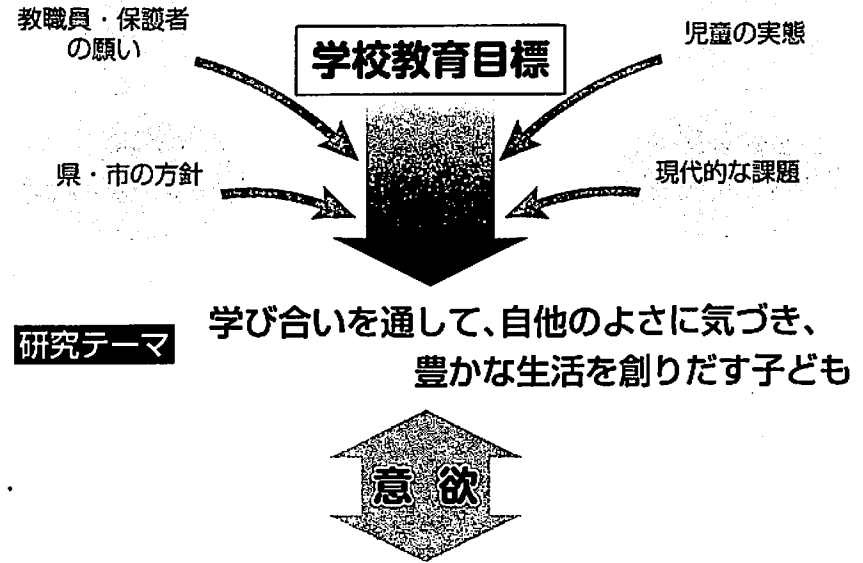 教職員・保護者
の願い
学校教育目標
児童の実態
県・市の方針
現代的な課題
研究テーマ
学び合いを通して、自他のよさに気づき、
豊かな生活を創りだす子ども
意欲